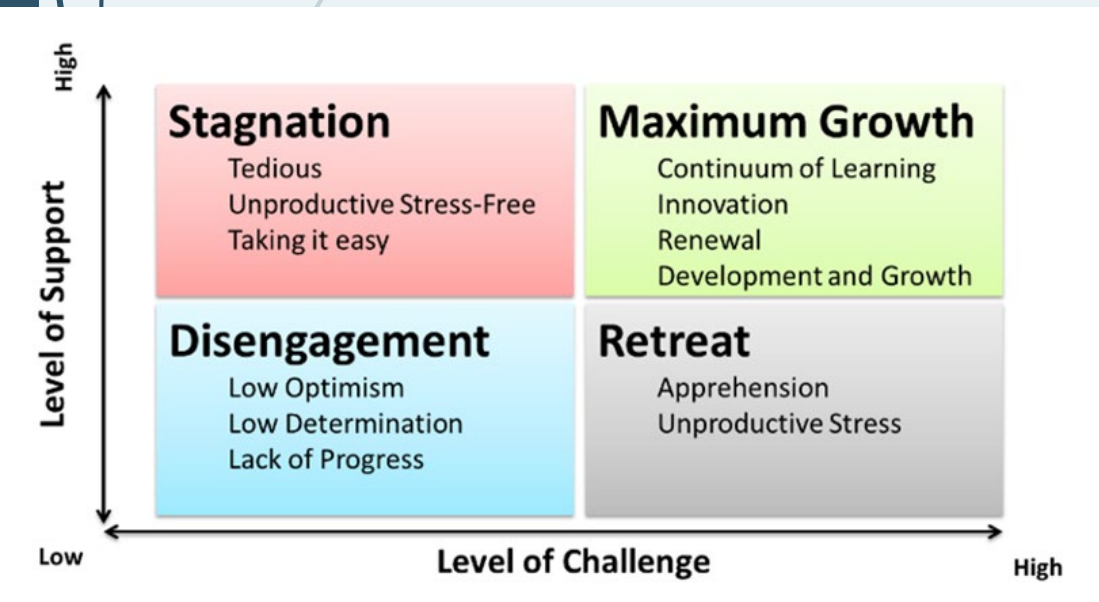 High
Level of Support
Stagnation
Tedious
Unproductive Stress-Free
Taking it easy
Maximum Growth
Continuum of Learning
Innovation
Renewal
Development and Growth
Disengagement
Low Optimism
Low Determination
Lack of Progress
Retreat
Apprehension
Unproductive Stress
Low
Level of Challenge
High